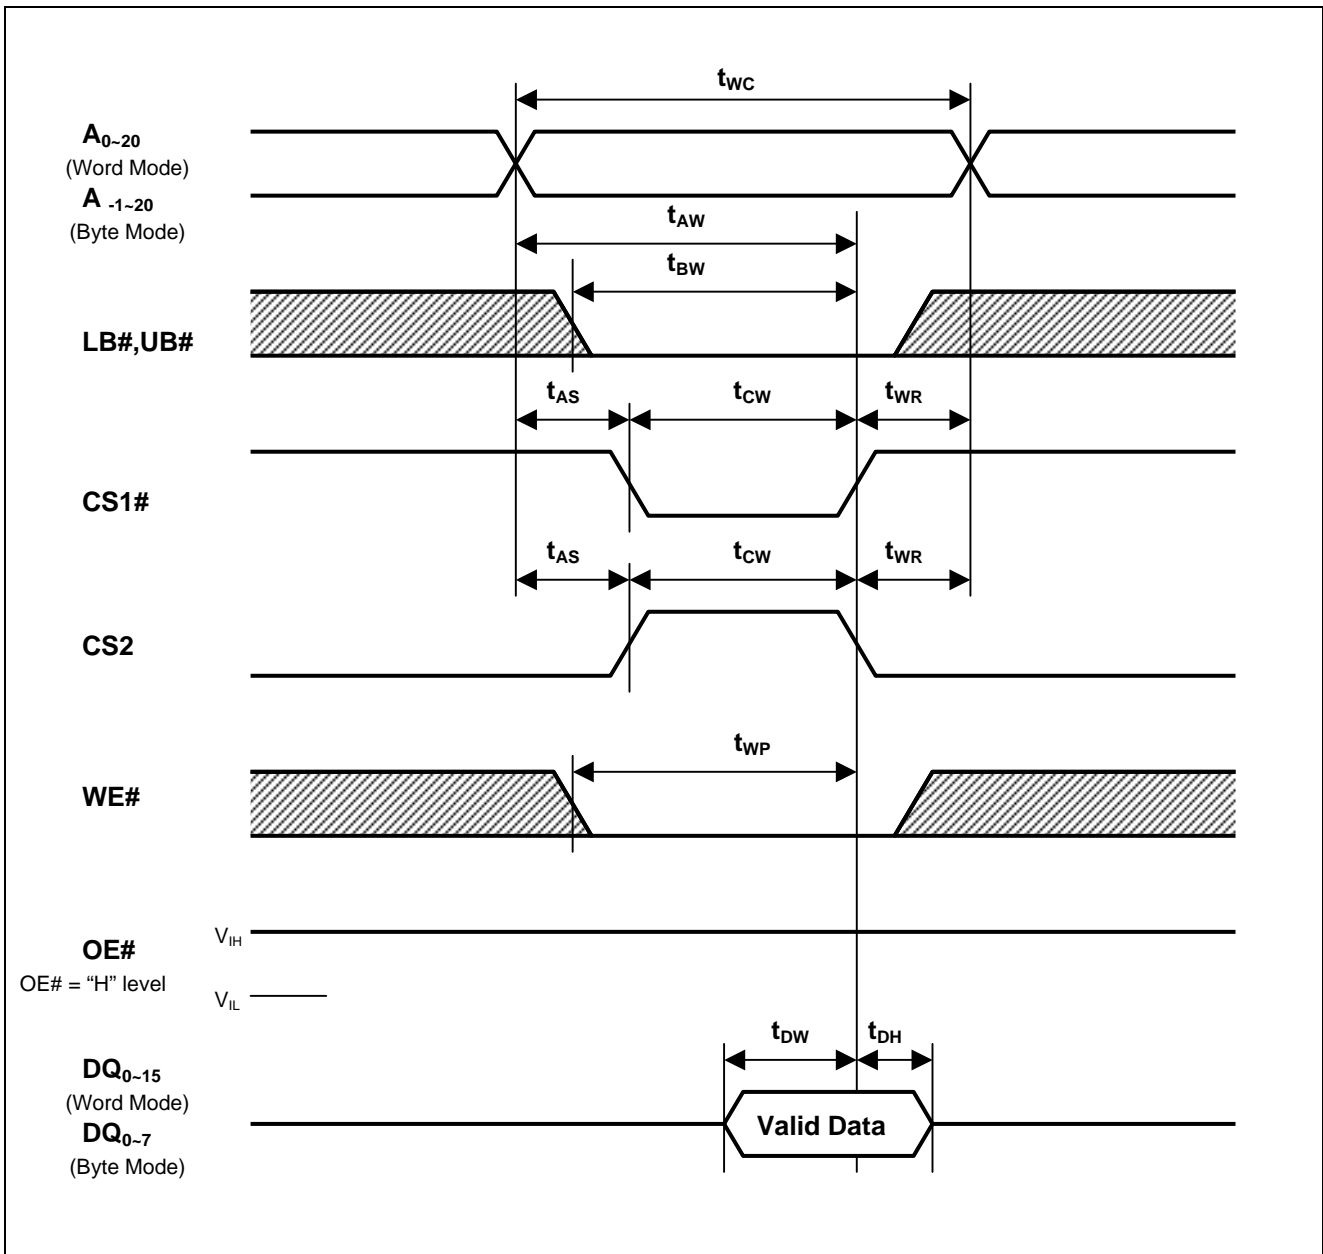 tWC
A0~20
(Word Mode)
A -1~20
(Byte Mode)
tAW
tBW
LB#,UB#
tAS tCW tWR
CS1#
tAS tCW tWR
CS2
tWP
WE#
VIH
OE#
OE# = “H” level
VIL
tDW tDH
DQ0~15
(Word Mode)
Valid Data
DQ0~7
(Byte Mode)